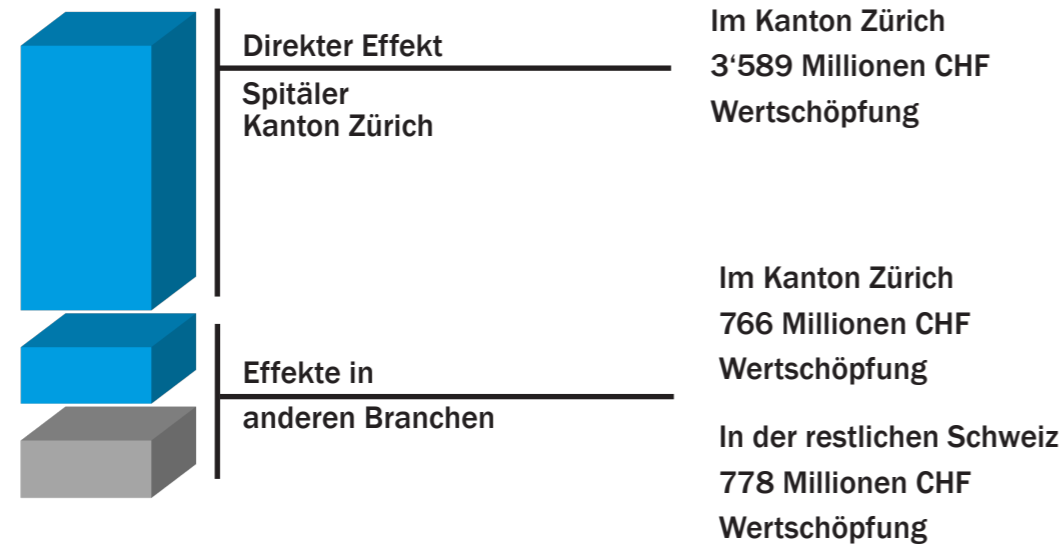 Direkter Effekt
Spitäler
Kanton Zürich
Im Kanton Zürich
3‘589 Millionen CHF
Wertschöpfung
Effekte in
anderen Branchen
Im Kanton Zürich
766 Millionen CHF
Wertschöpfung
In der restlichen Schweiz
778 Millionen CHF
Wertschöpfung